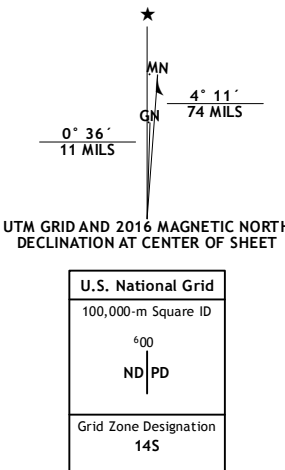 ★
MN
4° 11´
74 MILS
GN
0° 36´
11 MILS
UTM GRID AND 2016 MAGNETIC NORTH
DECLINATION AT CENTER OF SHEET
U.S. National Grid
100,000-m Square ID
⁶00
ND PD
Grid Zone Designation
14S